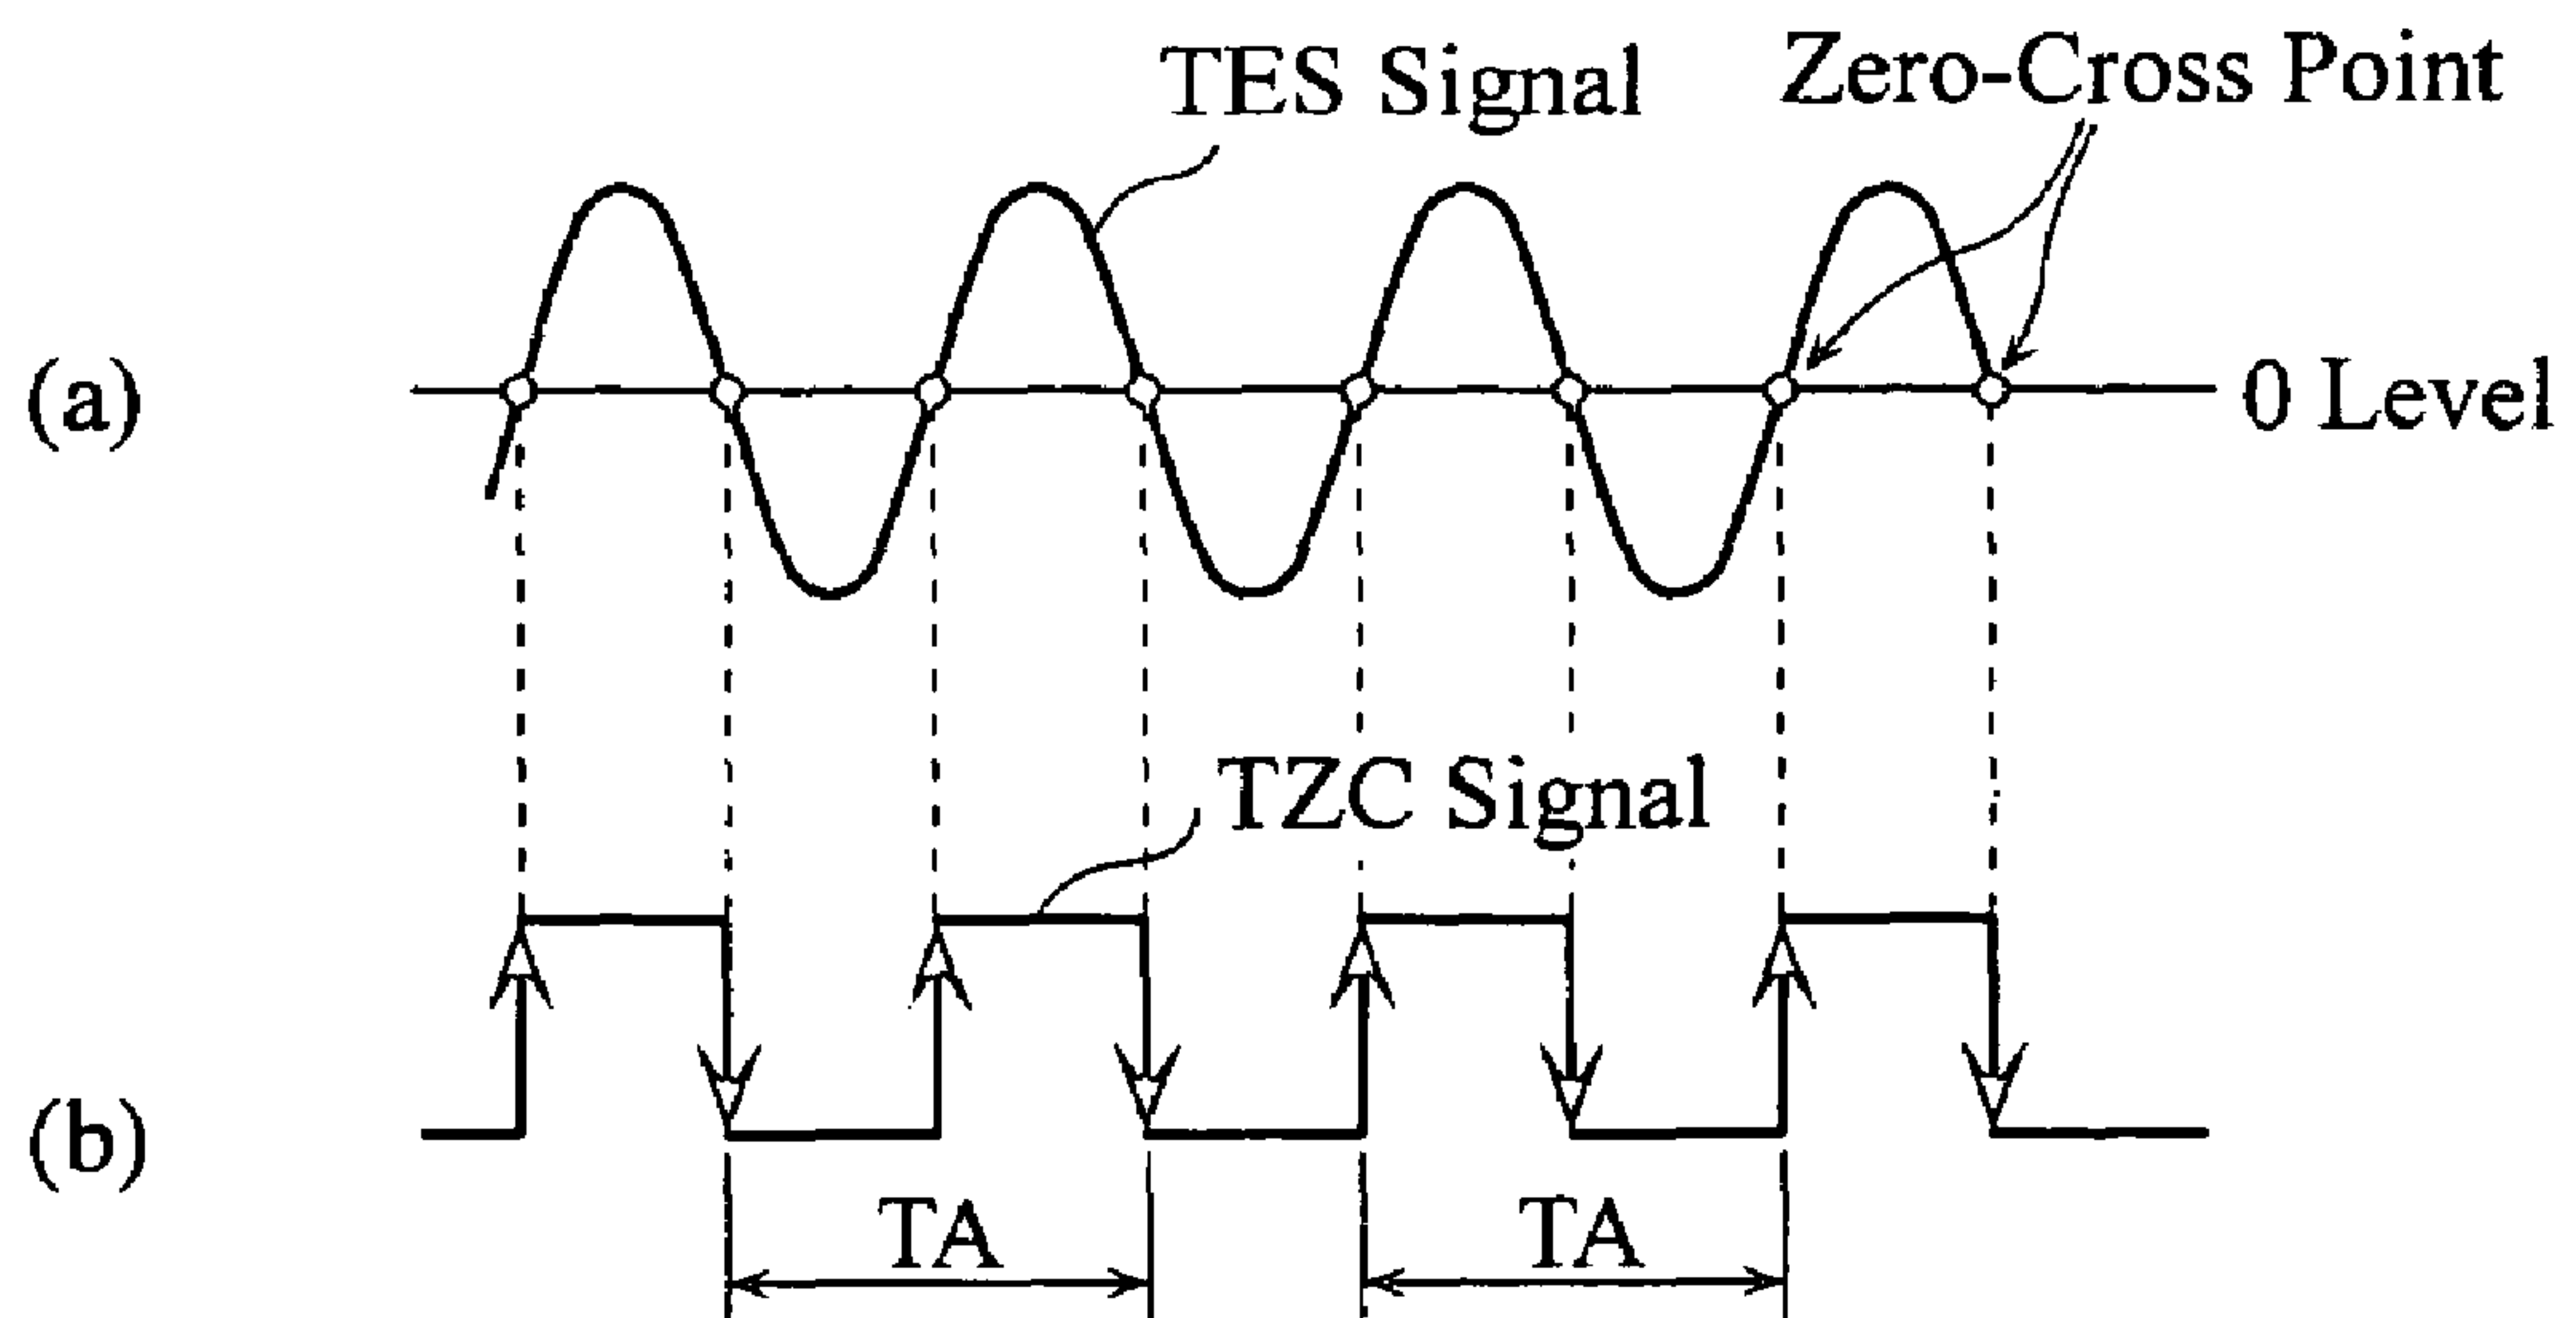 TES Signal
Zero-Cross Point
(a)
0 Level
TZC Signal
(b)
TA
TA